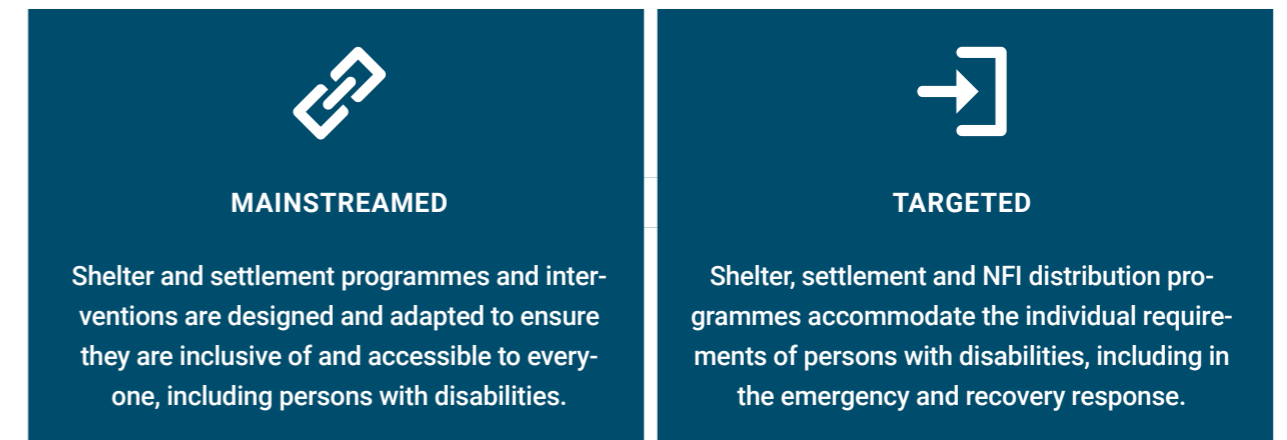 MAINSTREAMED
Shelter and settlement programmes and inter-
ventions are designed and adapted to ensure
they are inclusive of and accessible to every-
one, including persons with disabilities.
TARGETED
Shelter, settlement and NFI distribution pro-
grammes accommodate the individual require-
ments of persons with disabilities, including in
the emergency and recovery response.